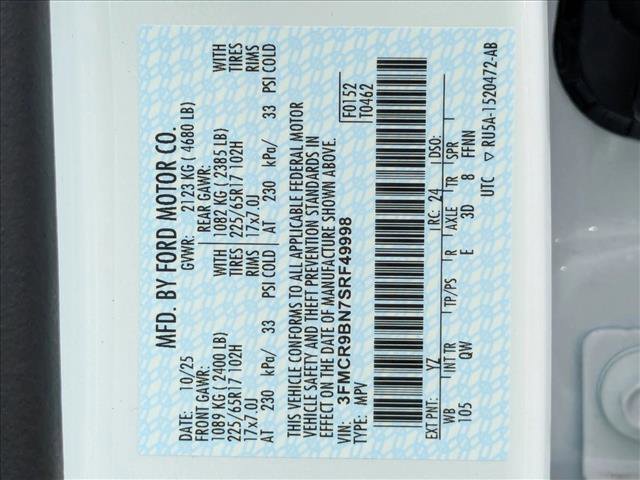 MFD. BY FORD MOTOR CO.
DATE: 10/25 GVWR: 2123 KG ( 4680 LB)
FRONT GAWR: REAR GAWR:
1089 KG ( 2400 LB) WITH 1082 KG ( 2385 LB) WITH
225/65R17 102H TIRES 225/65R17 102H TIRES
17x7.0J RIMS 17x7.0J RIMS
AT 230 kPa/ 33 PSI COLD AT 230 kPa/ 33 PSI COLD
THIS VEHICLE CONFORMS TO ALL APPLICABLE FEDERAL MOTOR
VEHICLE SAFETY AND THEFT PREVENTION STANDARDS IN
EFFECT ON THE DATE OF MANUFACTURE SHOWN ABOVE.
VIN: 3FMCR9BN7SRF49998 F0152
TYPE: MPV T0462
EXT PNT: YZ RC: 24 DSO:
WB INT TR TP/PS R AXLE TR SPR
105 QW E 3D 8 FFNN
UTC ▽ RU5A-1520472-AB